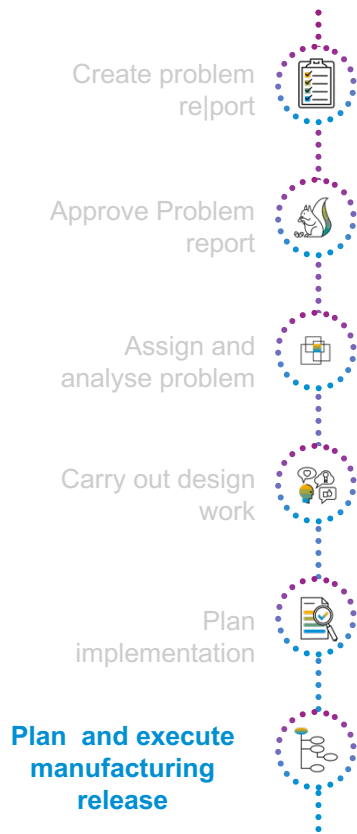 Create problem
re|port
Approve Problem
report
Assign and
analyse problem
Carry out design
work
Plan
implementation
Plan and execute
manufacturing
release